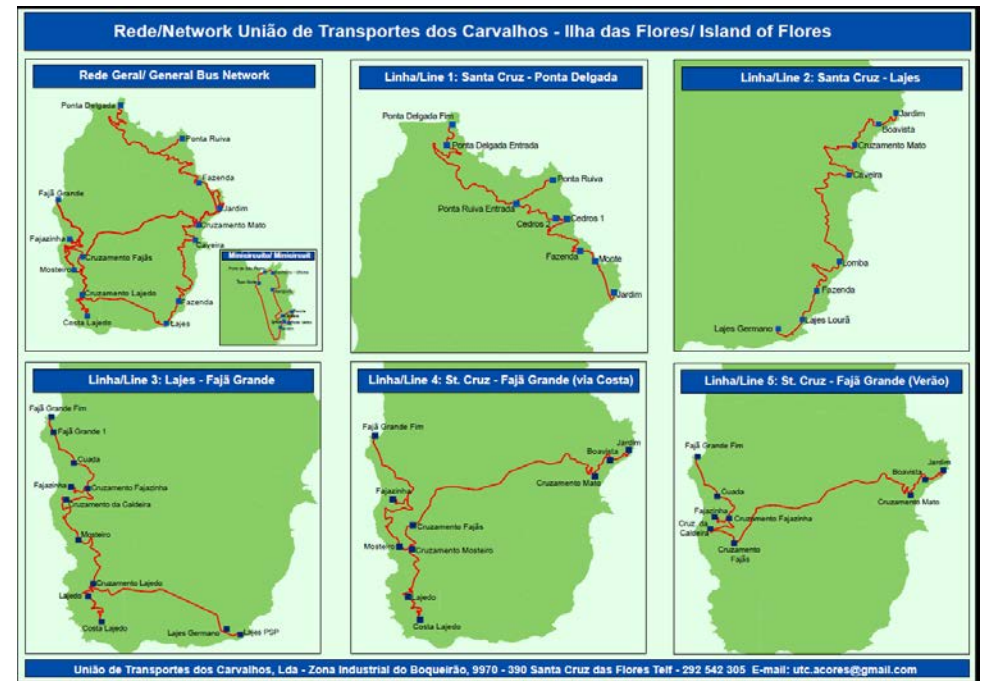 Rede/Network União de Transportes dos Carvalhos - Ilha das Flores/ Island of Flores
Rede Geral/ General Bus Network
Ponta Delgada
Ponta Ruiva
Fazenda
Fajã Grande
Jardim
Cruzamento Mato
Fajazinha
Caveira
Cruzamento Fajãs
Mosteiro
Minicircuito/ Minicircuit
Cruzamento Lajedo
Fazenda
Costa Lajedo
Lajes
Linha/Line 1: Santa Cruz - Ponta Delgada
Ponta Delgada Fim
Ponta Delgada Entrada
Ponta Ruiva
Ponta Ruiva Entrada
Cedros 1
Cedros 2
Fazenda
Monte
Jardim
Linha/Line 2: Santa Cruz - Lajes
Jardim
Boavista
Cruzamento Mato
Caveira
Lomba
Fazenda
Lajes Lourã
Lajes Germano
Linha/Line 3: Lajes - Fajã Grande
Fajã Grande Fim
Fajã Grande 1
Cuada
Fajazinha
Cruzamento Fajazinha
Cruzamento da Caldeira
Mosteiro
Cruzamento Lajedo
Lajedo
Costa Lajedo
Lajes Germano
Lajes PSP
Linha/Line 4: St. Cruz - Fajã Grande (via Costa)
Fajã Grande Fim
Jardim
Boavista
Cruzamento Mato
Fajazinha
Cruzamento Fajãs
Mosteiro
Cruzamento Mosteiro
Lajedo
Costa Lajedo
Linha/Line 5: St. Cruz - Fajã Grande (Verão)
Fajã Grande Fim
Jardim
Boavista
Cuada
Cruzamento Mato
Fajazinha
Cruzamento Fajazinha
Cruz da
Caldeira
Cruzamento
Fajãs
União de Transportes dos Carvalhos, Lda - Zona Industrial do Boqueirão, 9970 - 390 Santa Cruz das Flores Telf - 292 542 305 E-mail: utc.acores@gmail.com